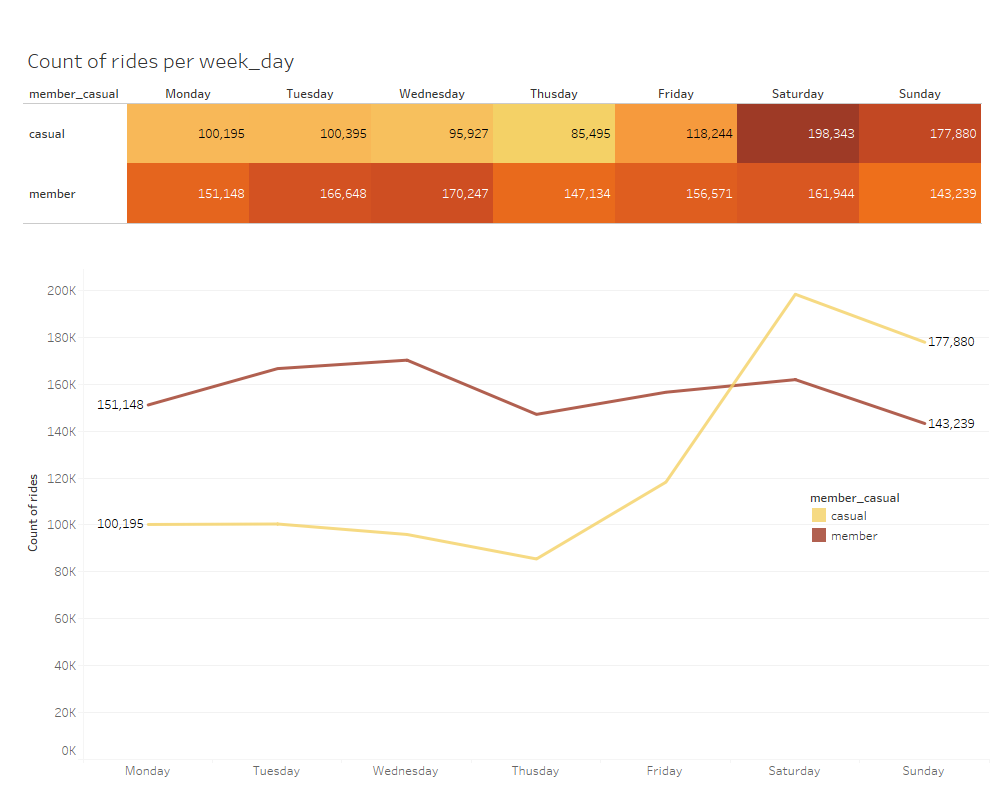 Count of rides per week_day
member_casual Monday Tuesday Wednesday Thusday Friday Saturday Sunday
casual 100,195 100,395 95,927 85,495 118,244 198,343 177,880
member 151,148 166,648 170,247 147,134 156,571 161,944 143,239
200K
180K
177,880
160K
151,148
140K
143,239
120K
member_casual
casual
member
Count of rides
100K
100,195
80K
60K
40K
20K
0K
Monday Tuesday Wednesday Thusday Friday Saturday Sunday